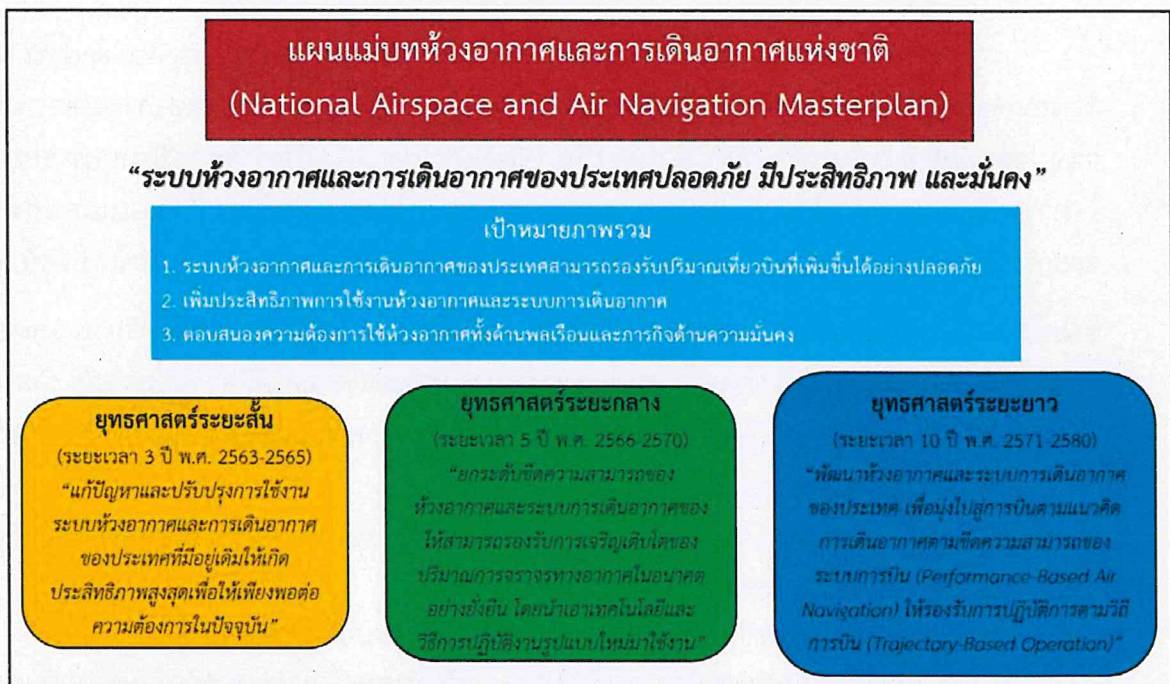 แผนแม่บทห้วงอากาศและการเดินอากาศแห่งชาติ
(National Airspace and Air Navigation Masterplan)
“ระบบห้วงอากาศและการเดินอากาศของประเทศปลอดภัย มีประสิทธิภาพ และมั่นคง”
เป้าหมายภาพรวม
1. ระบบห้วงอากาศและการเดินอากาศของประเทศสามารถรองรับปริมาณเที่ยวบินที่เพิ่มขึ้นได้อย่างปลอดภัย
2. เพิ่มประสิทธิภาพการใช้งานห้วงอากาศและระบบการเดินอากาศ
3. ตอบสนองความต้องการใช้ห้วงอากาศทั้งด้านพลเรือนและภารกิจด้านความมั่นคง
ยุทธศาสตร์ระยะสั้น
(ระยะเวลา 3 ปี พ.ศ. 2563-2565)
“แก้ปัญหาและปรับปรุงการใช้งาน
ระบบห้วงอากาศและการเดินอากาศ
ของประเทศที่มีอยู่เดิมให้เกิด
ประสิทธิภาพสูงสุดเพื่อให้เพียงพอต่อ
ความต้องการในปัจจุบัน”
ยุทธศาสตร์ระยะกลาง
(ระยะเวลา 5 ปี พ.ศ. 2566-2570)
“ยกระดับขีดความสามารถของ
ห้วงอากาศและระบบการเดินอากาศของ
ให้สามารถรองรับการเจริญเติบโตของ
ปริมาณการจราจรทางอากาศในอนาคต
อย่างยั่งยืน โดยนำเอาเทคโนโลยีและ
วิธีการปฏิบัติงานรูปแบบใหม่มาใช้งาน”
ยุทธศาสตร์ระยะยาว
(ระยะเวลา 10 ปี พ.ศ. 2571-2580)
“พัฒนาห้วงอากาศและระบบการเดินอากาศ
ของประเทศ เพื่อมุ่งไปสู่การบินตามแนวคิด
การเดินอากาศตามขีดความสามารถของ
ระบบการบิน (Performance-Based Air
Navigation) ให้รองรับการปฏิบัติการตามวิถี
การบิน (Trajectory-Based Operation)”